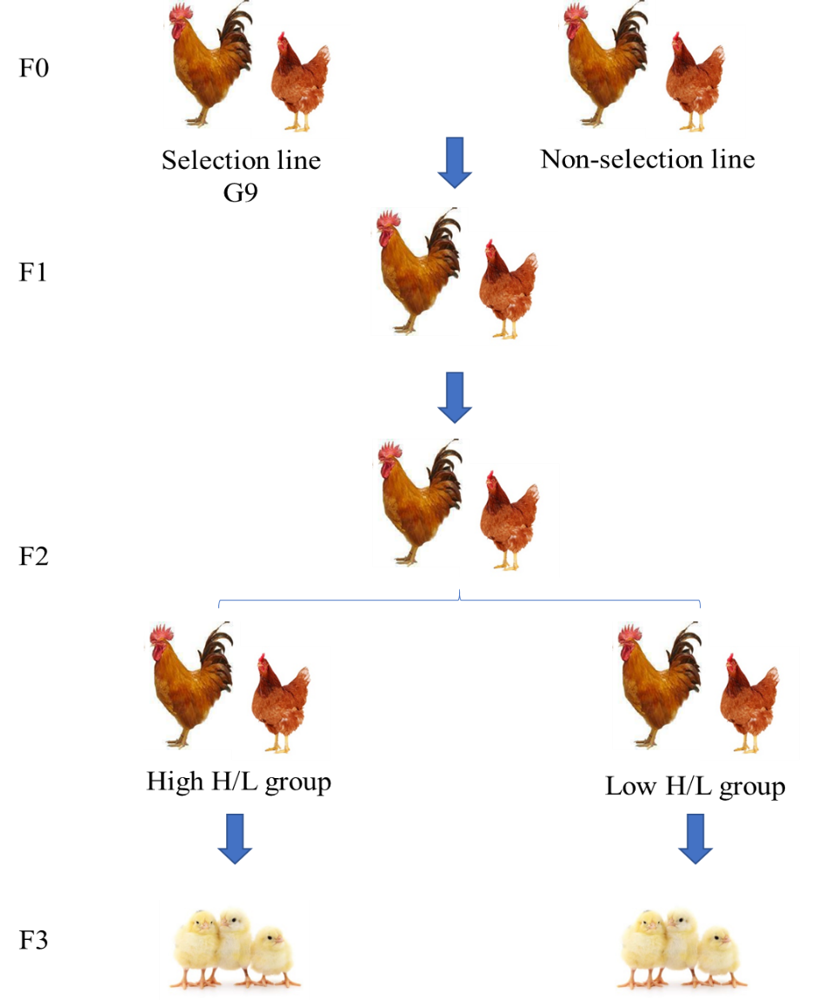 F0
Selection line
G9
Non-selection line
F1
F2
High H/L group
Low H/L group
F3